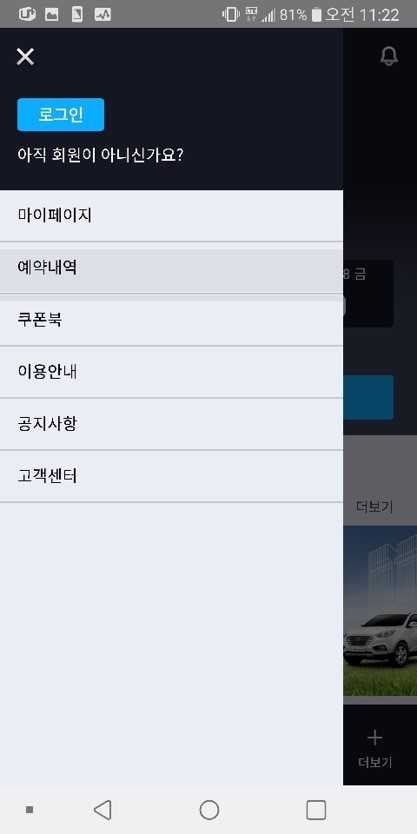 81% 오전 11:22
로그인
아직 회원이 아니신가요?
마이페이지
예약내역
8 금
쿠폰북
이용안내
공지사항
고객센터
더보기
더보기